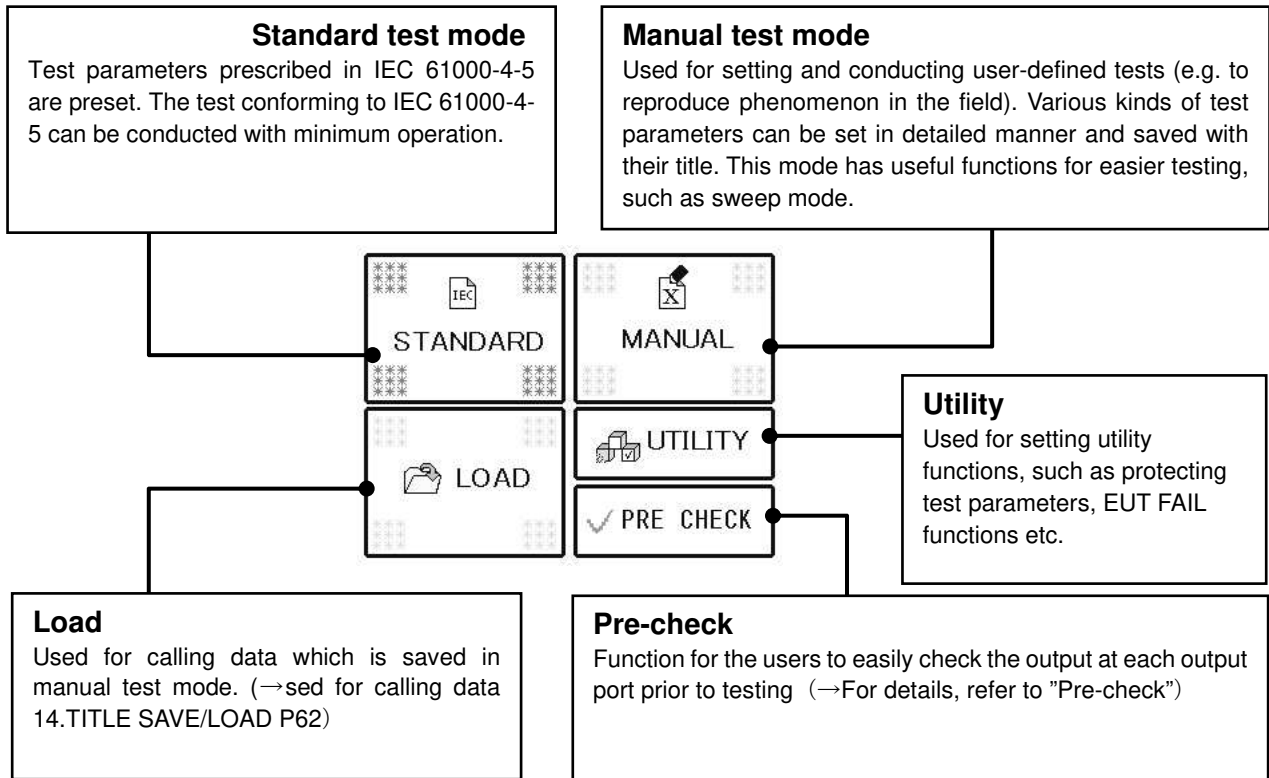 Standard test mode
Test parameters prescribed in IEC 61000-4-5
are preset. The test conforming to IEC 61000-4-
5 can be conducted with minimum operation.
Manual test mode
Used for setting and conducting user-defined tests (e.g. to
reproduce phenomenon in the field). Various kinds of test
parameters can be set in detailed manner and saved with
their title. This mode has useful functions for easier testing,
such as sweep mode.
IEC
STANDARD
X
MANUAL
LOAD
UTILITY
PRE CHECK
Utility
Used for setting utility
functions, such as protecting
test parameters, EUT FAIL
functions etc.
Load
Used for calling data which is saved in
manual test mode. (→sed for calling data
14.TITLE SAVE/LOAD P62)
Pre-check
Function for the users to easily check the output at each output
port prior to testing (→For details, refer to ”Pre-check”)